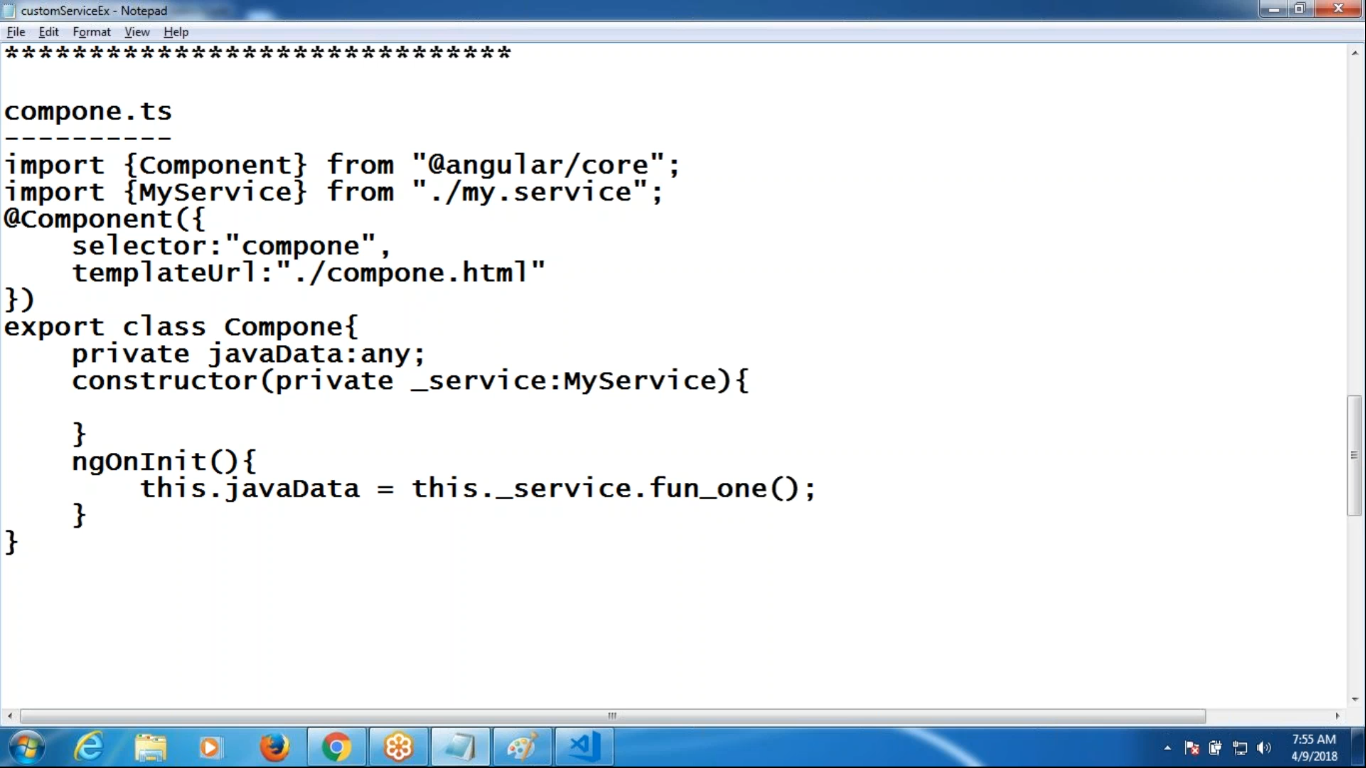 customServiceEx - Notepad
File Edit Format View Help
******************************
compone.ts
----------
import {Component} from "@angular/core";
import {MyService} from "./my.service";
@Component({
    selector:"compone",
    templateUrl:"./compone.html"
})
export class Compone{
    private javaData:any;
    constructor(private _service:MyService){
    }
    ngOnInit(){
        this.javaData = this._service.fun_one();
    }
}
7:55 AM
4/9/2018